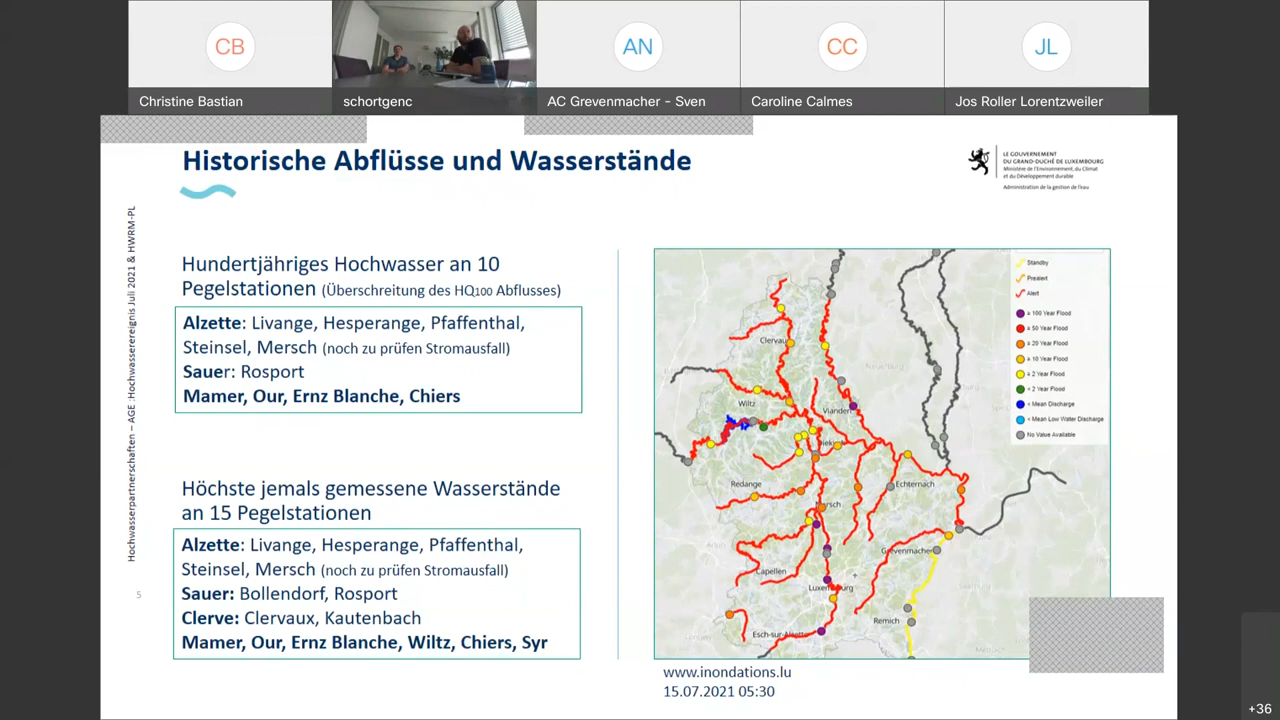 CB
AN
CC
JL
Christine Bastian
schortgenc
AC Grevenmacher - Sven
Caroline Calmes
Jos Roller Lorentzweiler
Historische Abflüsse und Wasserstände
LE GOUVERNEMENT
DU GRAND-DUCHÉ DE LUXEMBOURG
Ministère de l'Environnement, du Climat
et du Développement durable
Administration de la gestion de l'eau
Hochwasserpartnerschaften – AGE :Hochwasserereignis Juli 2021 & HWRM-PL
5
Hundertjähriges Hochwasser an 10
Pegelstationen (Überschreitung des HQ100 Abflusses)
Alzette: Livange, Hesperange, Pfaffenthal,
Steinsel, Mersch (noch zu prüfen Stromausfall)
Sauer: Rosport
Mamer, Our, Ernz Blanche, Chiers
Höchste jemals gemessene Wasserstände
an 15 Pegelstationen
Alzette: Livange, Hesperange, Pfaffenthal,
Steinsel, Mersch (noch zu prüfen Stromausfall)
Sauer: Bollendorf, Rosport
Clerve: Clervaux, Kautenbach
Mamer, Our, Ernz Blanche, Wiltz, Chiers, Syr
Standby
Prealert
Alert
≥ 100 Year Flood
≥ 50 Year Flood
≥ 20 Year Flood
≥ 10 Year Flood
≥ 2 Year Flood
< 2 Year Flood
< Mean Discharge
< Mean Low Water Discharge
No Value Available
Clervaux
Neuerburg
Wiltz
Vianden
Diekirch
Redange
Echternach
Mersch
Arlon
Grevenmacher
Capellen
Saarburg
Luxembourg
Remich
Esch-sur-Alzette
www.inondations.lu
15.07.2021 05:30
+36